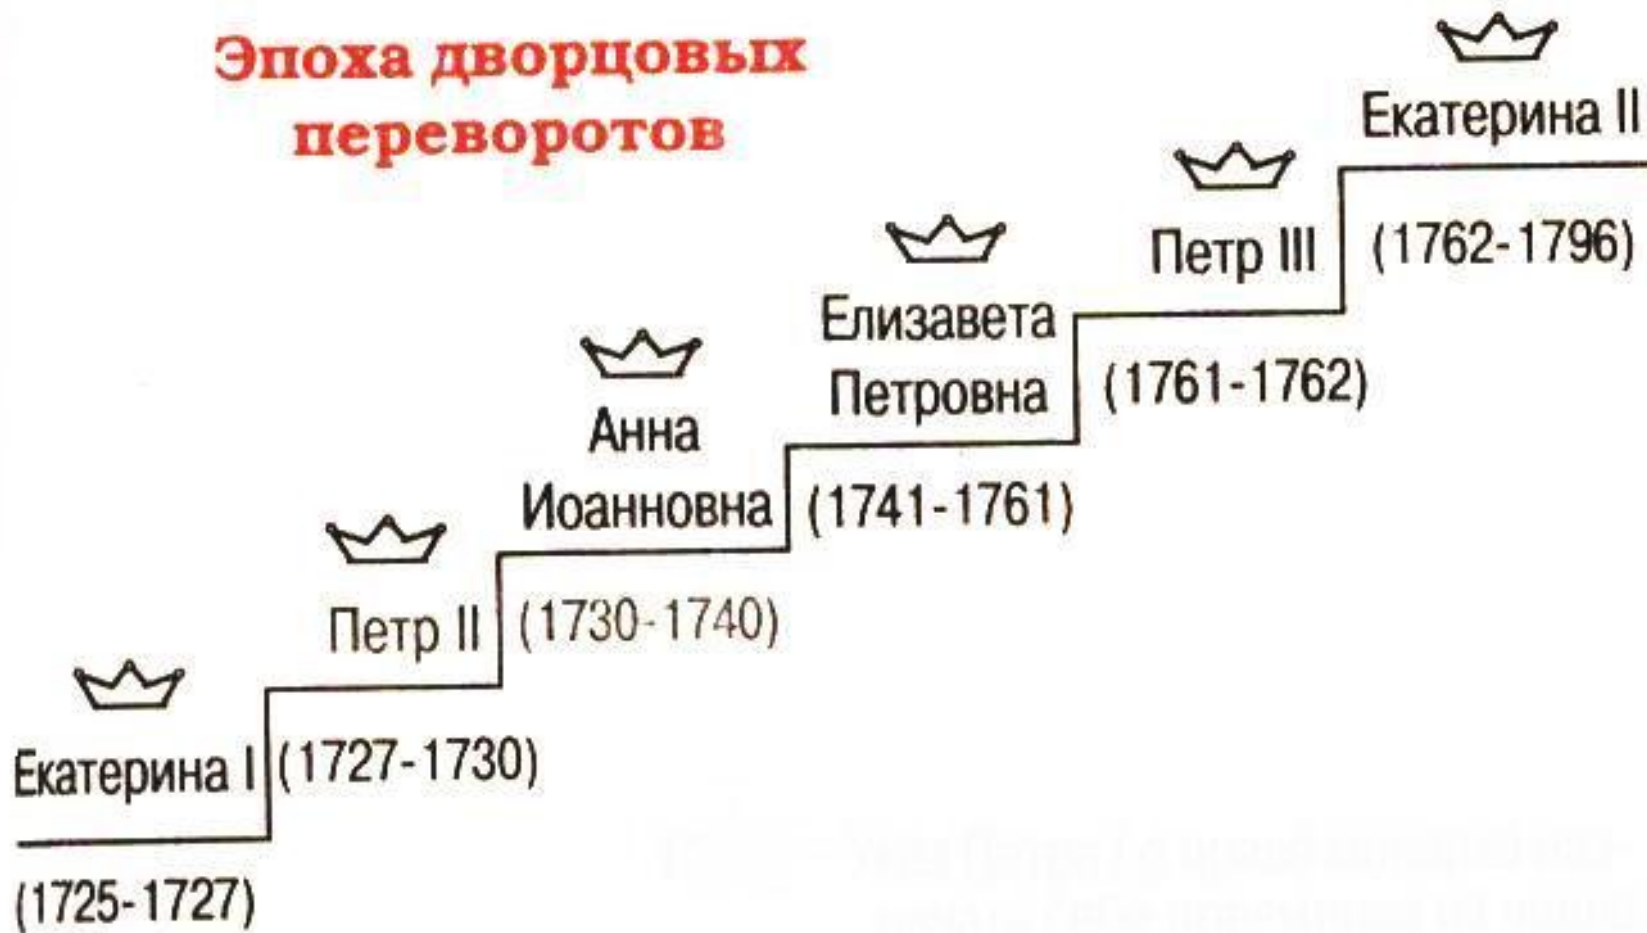 Эпоха дворцовых
переворотов
Екатерина I
(1725-1727)
Петр II
(1727-1730)
Анна
Иоанновна
(1730-1740)
Елизавета
Петровна
(1741-1761)
Петр III
(1761-1762)
Екатерина II
(1762-1796)